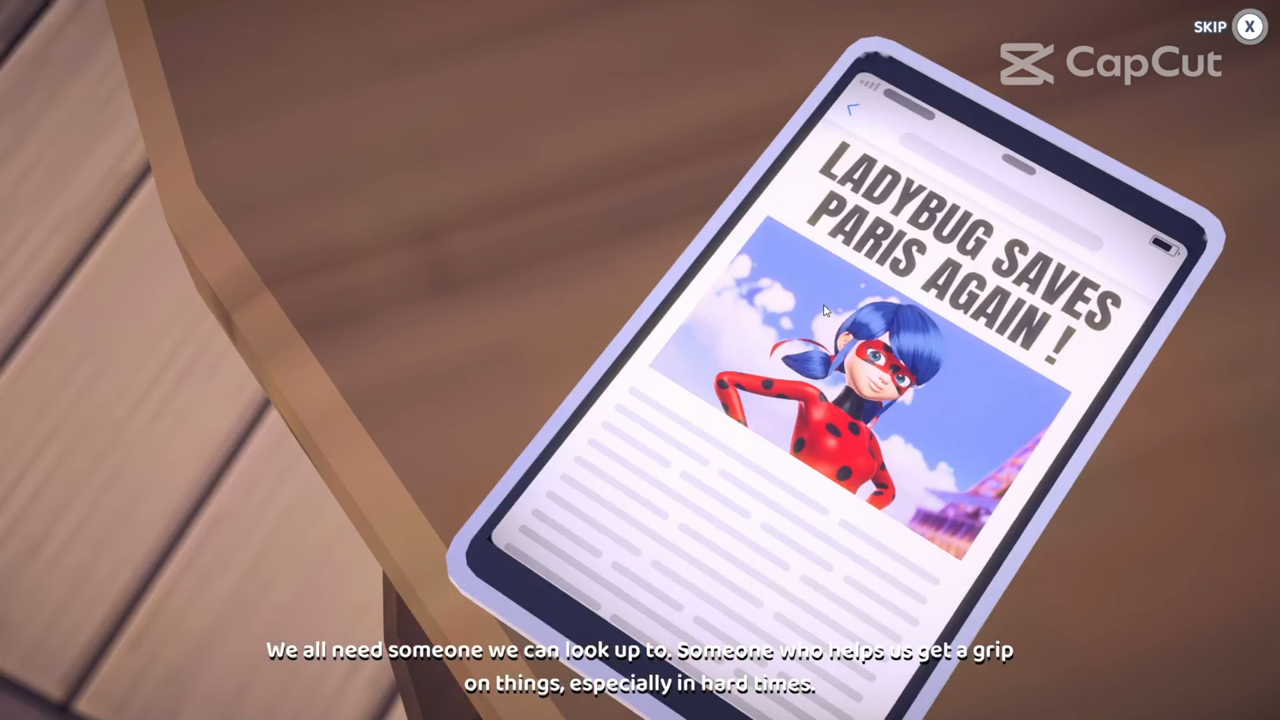 SKIP X
CapCut
LADYBUG SAVES
PARIS AGAIN !
We all need someone we can look up to. Someone who helps us get a grip
on things, especially in hard times.